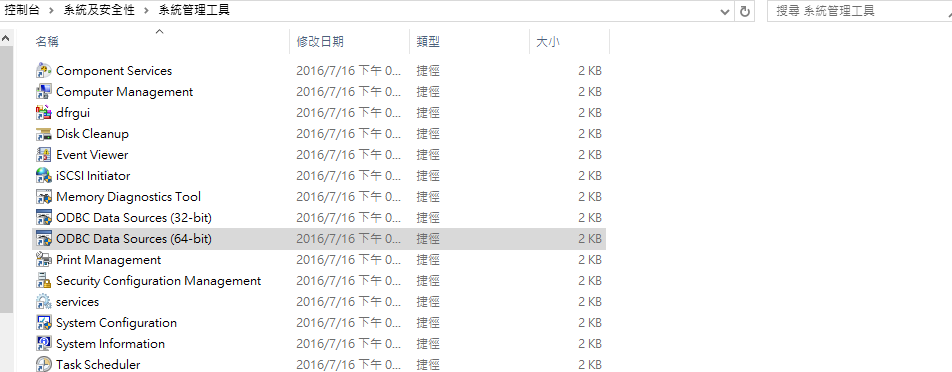 控制台 > 系統及安全性 > 系統管理工具 搜尋 系統管理工具
名稱 修改日期 類型 大小
Component Services 2016/7/16 下午 0... 捷徑 2 KB
Computer Management 2016/7/16 下午 0... 捷徑 2 KB
dfrgui 2016/7/16 下午 0... 捷徑 2 KB
Disk Cleanup 2016/7/16 下午 0... 捷徑 2 KB
Event Viewer 2016/7/16 下午 0... 捷徑 2 KB
iSCSI Initiator 2016/7/16 下午 0... 捷徑 2 KB
Memory Diagnostics Tool 2016/7/16 下午 0... 捷徑 2 KB
ODBC Data Sources (32-bit) 2016/7/16 下午 0... 捷徑 2 KB
ODBC Data Sources (64-bit) 2016/7/16 下午 0... 捷徑 2 KB
Print Management 2016/7/16 下午 0... 捷徑 2 KB
Security Configuration Management 2016/7/16 下午 0... 捷徑 2 KB
services 2016/7/16 下午 0... 捷徑 2 KB
System Configuration 2016/7/16 下午 0... 捷徑 2 KB
System Information 2016/7/16 下午 0... 捷徑 2 KB
Task Scheduler 2016/7/16 下午 0... 捷徑 2 KB